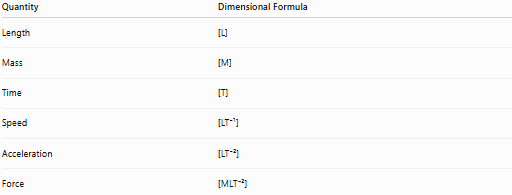 Quantity Dimensional Formula
Length [L]
Mass [M]
Time [T]
Speed [LT⁻¹]
Acceleration [LT⁻²]
Force [MLT⁻²]